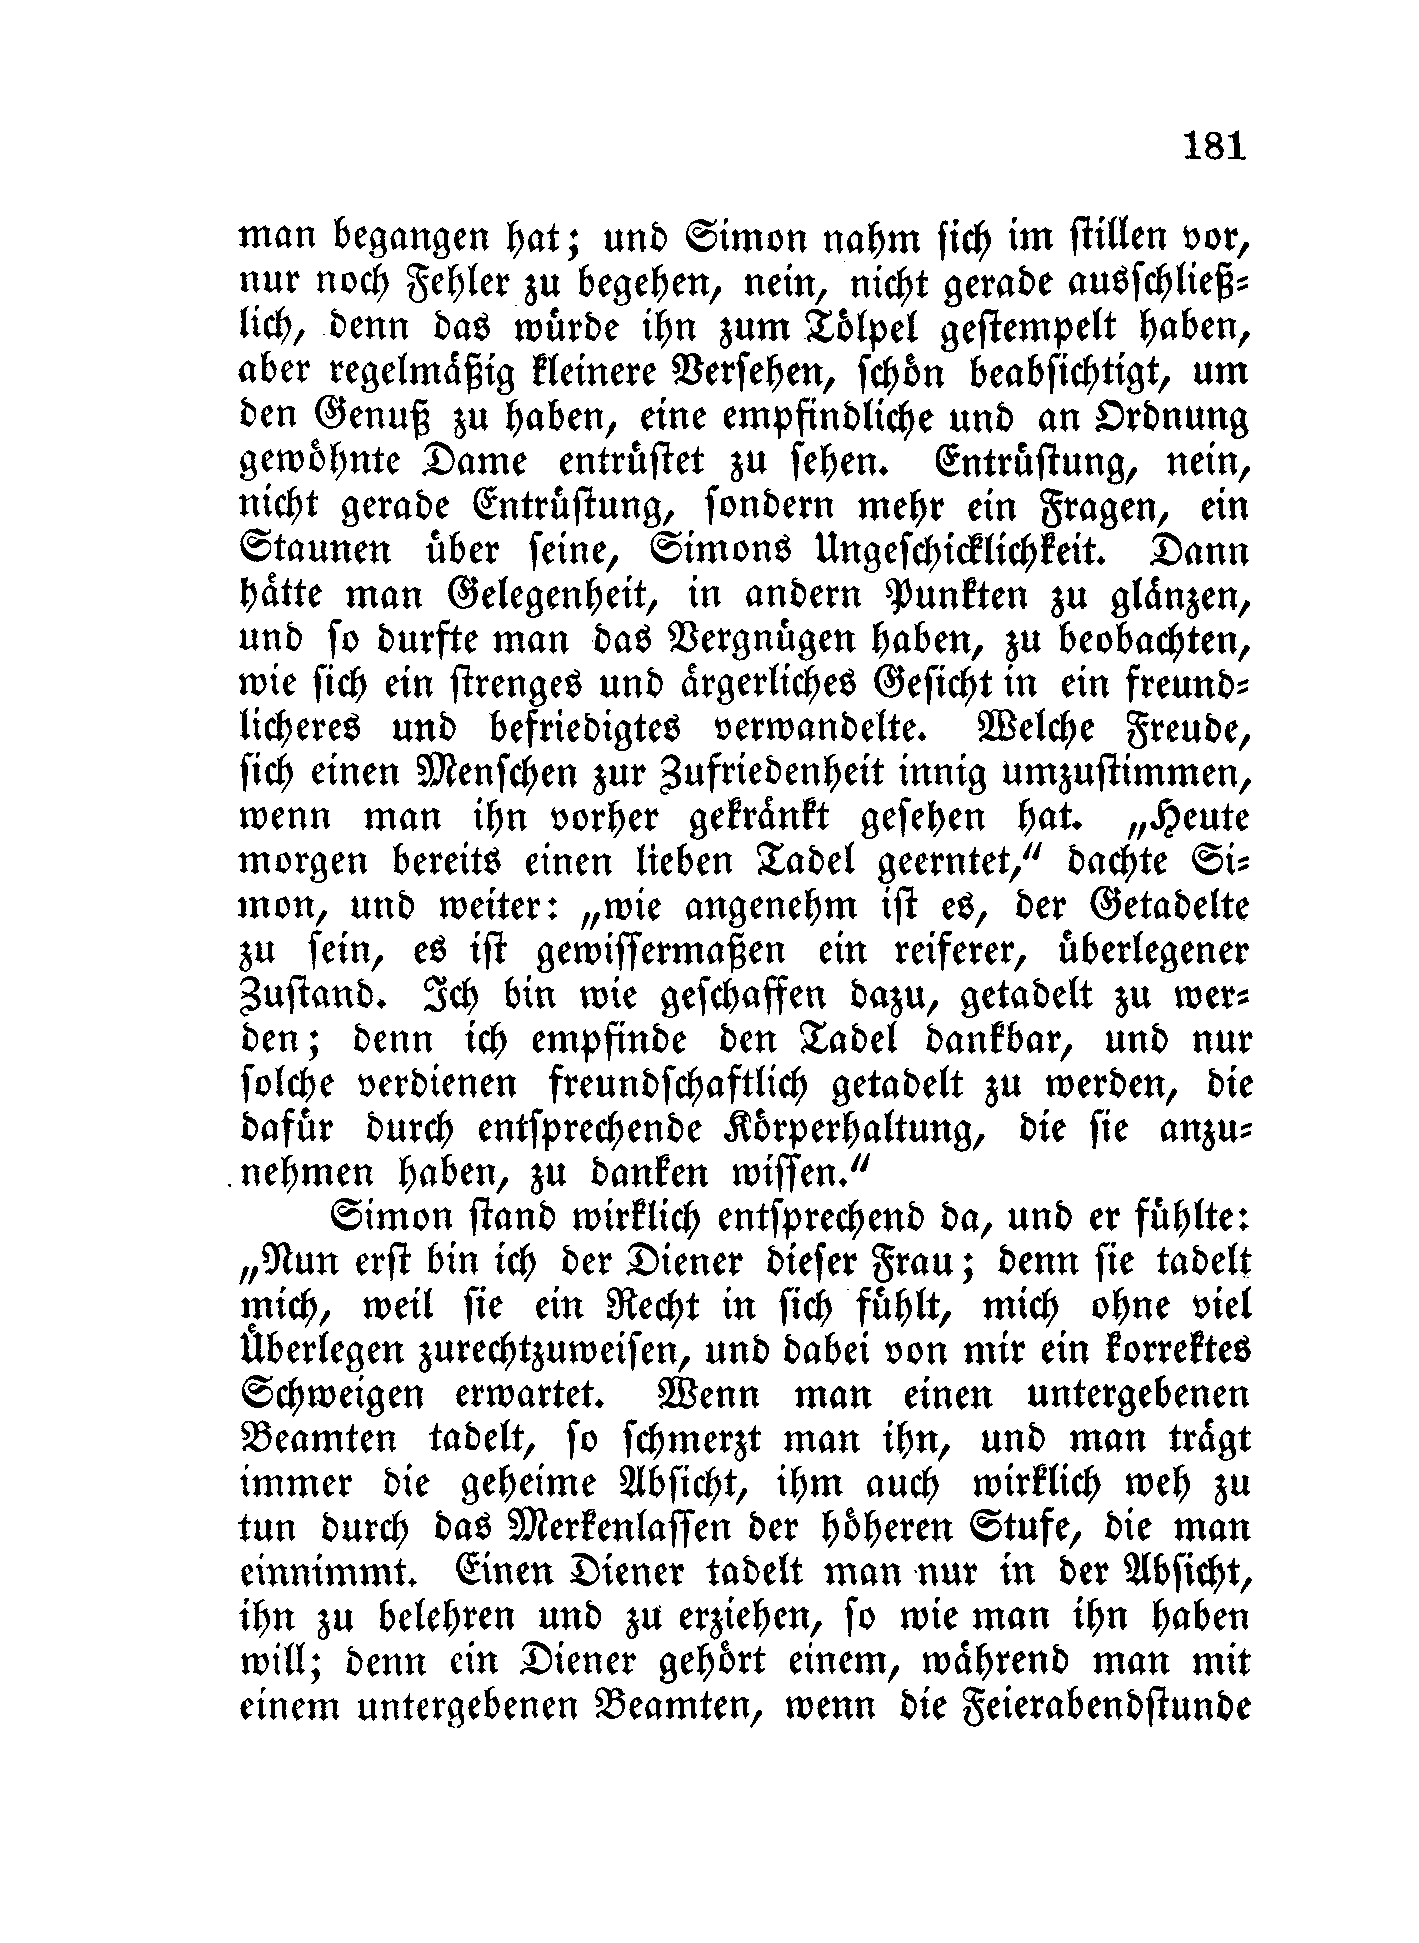 181
man begangen hat; und Simon nahm sich im stillen vor,
nur noch Fehler zu begehen, nein, nicht gerade ausschließ-
lich, denn das würde ihn zum Tölpel gestempelt haben,
aber regelmäßig kleinere Versehen, schön beabsichtigt, um
den Genuß zu haben, eine empfindliche und an Ordnung
gewöhnte Dame entrüstet zu sehen. Entrüstung, nein,
nicht gerade Entrüstung, sondern mehr ein Fragen, ein
Staunen über seine, Simons Ungeschicklichkeit. Dann
hätte man Gelegenheit, in andern Punkten zu glänzen,
und so durfte man das Vergnügen haben, zu beobachten,
wie sich ein strenges und ärgerliches Gesicht in ein freund-
licheres und befriedigtes verwandelte. Welche Freude,
sich einen Menschen zur Zufriedenheit innig umzustimmen,
wenn man ihn vorher gekränkt gesehen hat. „Heute
morgen bereits einen lieben Tadel geerntet,“ dachte Si-
mon, und weiter: „wie angenehm ist es, der Getadelte
zu sein, es ist gewissermaßen ein reiferer, überlegener
Zustand. Ich bin wie geschaffen dazu, getadelt zu wer-
den; denn ich empfinde den Tadel dankbar, und nur
solche verdienen freundschaftlich getadelt zu werden, die
dafür durch entsprechende Körperhaltung, die sie anzu-
nehmen haben, zu danken wissen.“
Simon stand wirklich entsprechend da, und er fühlte:
„Nun erst bin ich der Diener dieser Frau; denn sie tadelt
mich, weil sie ein Recht in sich fühlt, mich ohne viel
Überlegen zurechtzuweisen, und dabei von mir ein korrektes
Schweigen erwartet. Wenn man einen untergebenen
Beamten tadelt, so schmerzt man ihn, und man trägt
immer die geheime Absicht, ihm auch wirklich weh zu
tun durch das Merkenlassen der höheren Stufe, die man
einnimmt. Einen Diener tadelt man nur in der Absicht,
ihn zu belehren und zu erziehen, so wie man ihn haben
will; denn ein Diener gehört einem, während man mit
einem untergebenen Beamten, wenn die Feierabendstunde